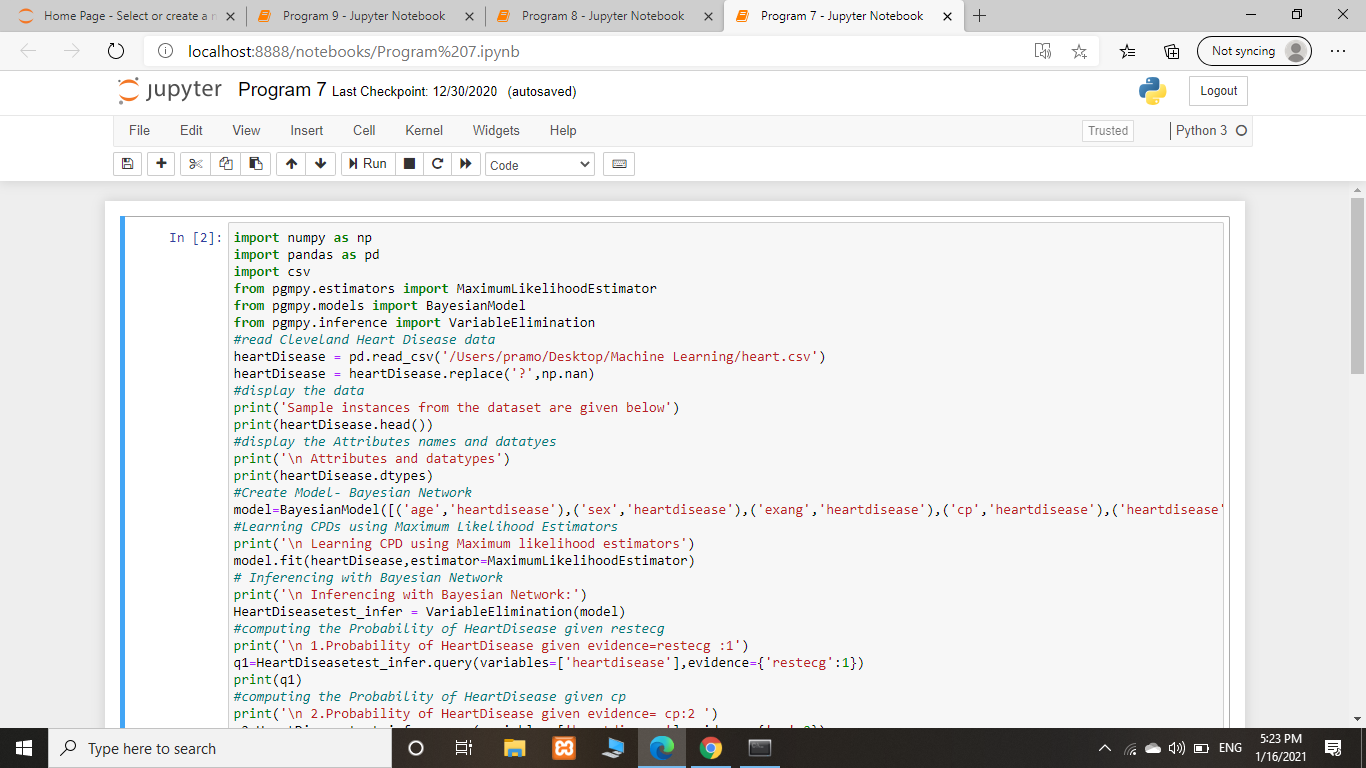 Home Page - Select or create a n
Program 9 - Jupyter Notebook
Program 8 - Jupyter Notebook
Program 7 - Jupyter Notebook
localhost:8888/notebooks/Program%207.ipynb
Not syncing
jupyter Program 7 Last Checkpoint: 12/30/2020 (autosaved)
Logout
File Edit View Insert Cell Kernel Widgets Help
Trusted
Python 3
Run
Code
In [2]:
import numpy as np
import pandas as pd
import csv
from pgmpy.estimators import MaximumLikelihoodEstimator
from pgmpy.models import BayesianModel
from pgmpy.inference import VariableElimination
#read Cleveland Heart Disease data
heartDisease = pd.read_csv('/Users/pramo/Desktop/Machine Learning/heart.csv')
heartDisease = heartDisease.replace('?',np.nan)
#display the data
print('Sample instances from the dataset are given below')
print(heartDisease.head())
#display the Attributes names and datatyes
print('\n Attributes and datatypes')
print(heartDisease.dtypes)
#Create Model- Bayesian Network
model=BayesianModel([('age','heartdisease'),('sex','heartdisease'),('exang','heartdisease'),('cp','heartdisease'),('heartdisease'
#Learning CPDs using Maximum Likelihood Estimators
print('\n Learning CPD using Maximum likelihood estimators')
model.fit(heartDisease,estimator=MaximumLikelihoodEstimator)
# Inferencing with Bayesian Network
print('\n Inferencing with Bayesian Network:')
HeartDiseasetest_infer = VariableElimination(model)
#computing the Probability of HeartDisease given restecg
print('\n 1.Probability of HeartDisease given evidence=restecg :1')
q1=HeartDiseasetest_infer.query(variables=['heartdisease'],evidence={'restecg':1})
print(q1)
#computing the Probability of HeartDisease given cp
print('\n 2.Probability of HeartDisease given evidence= cp:2 ')
Type here to search
ENG
5:23 PM
1/16/2021